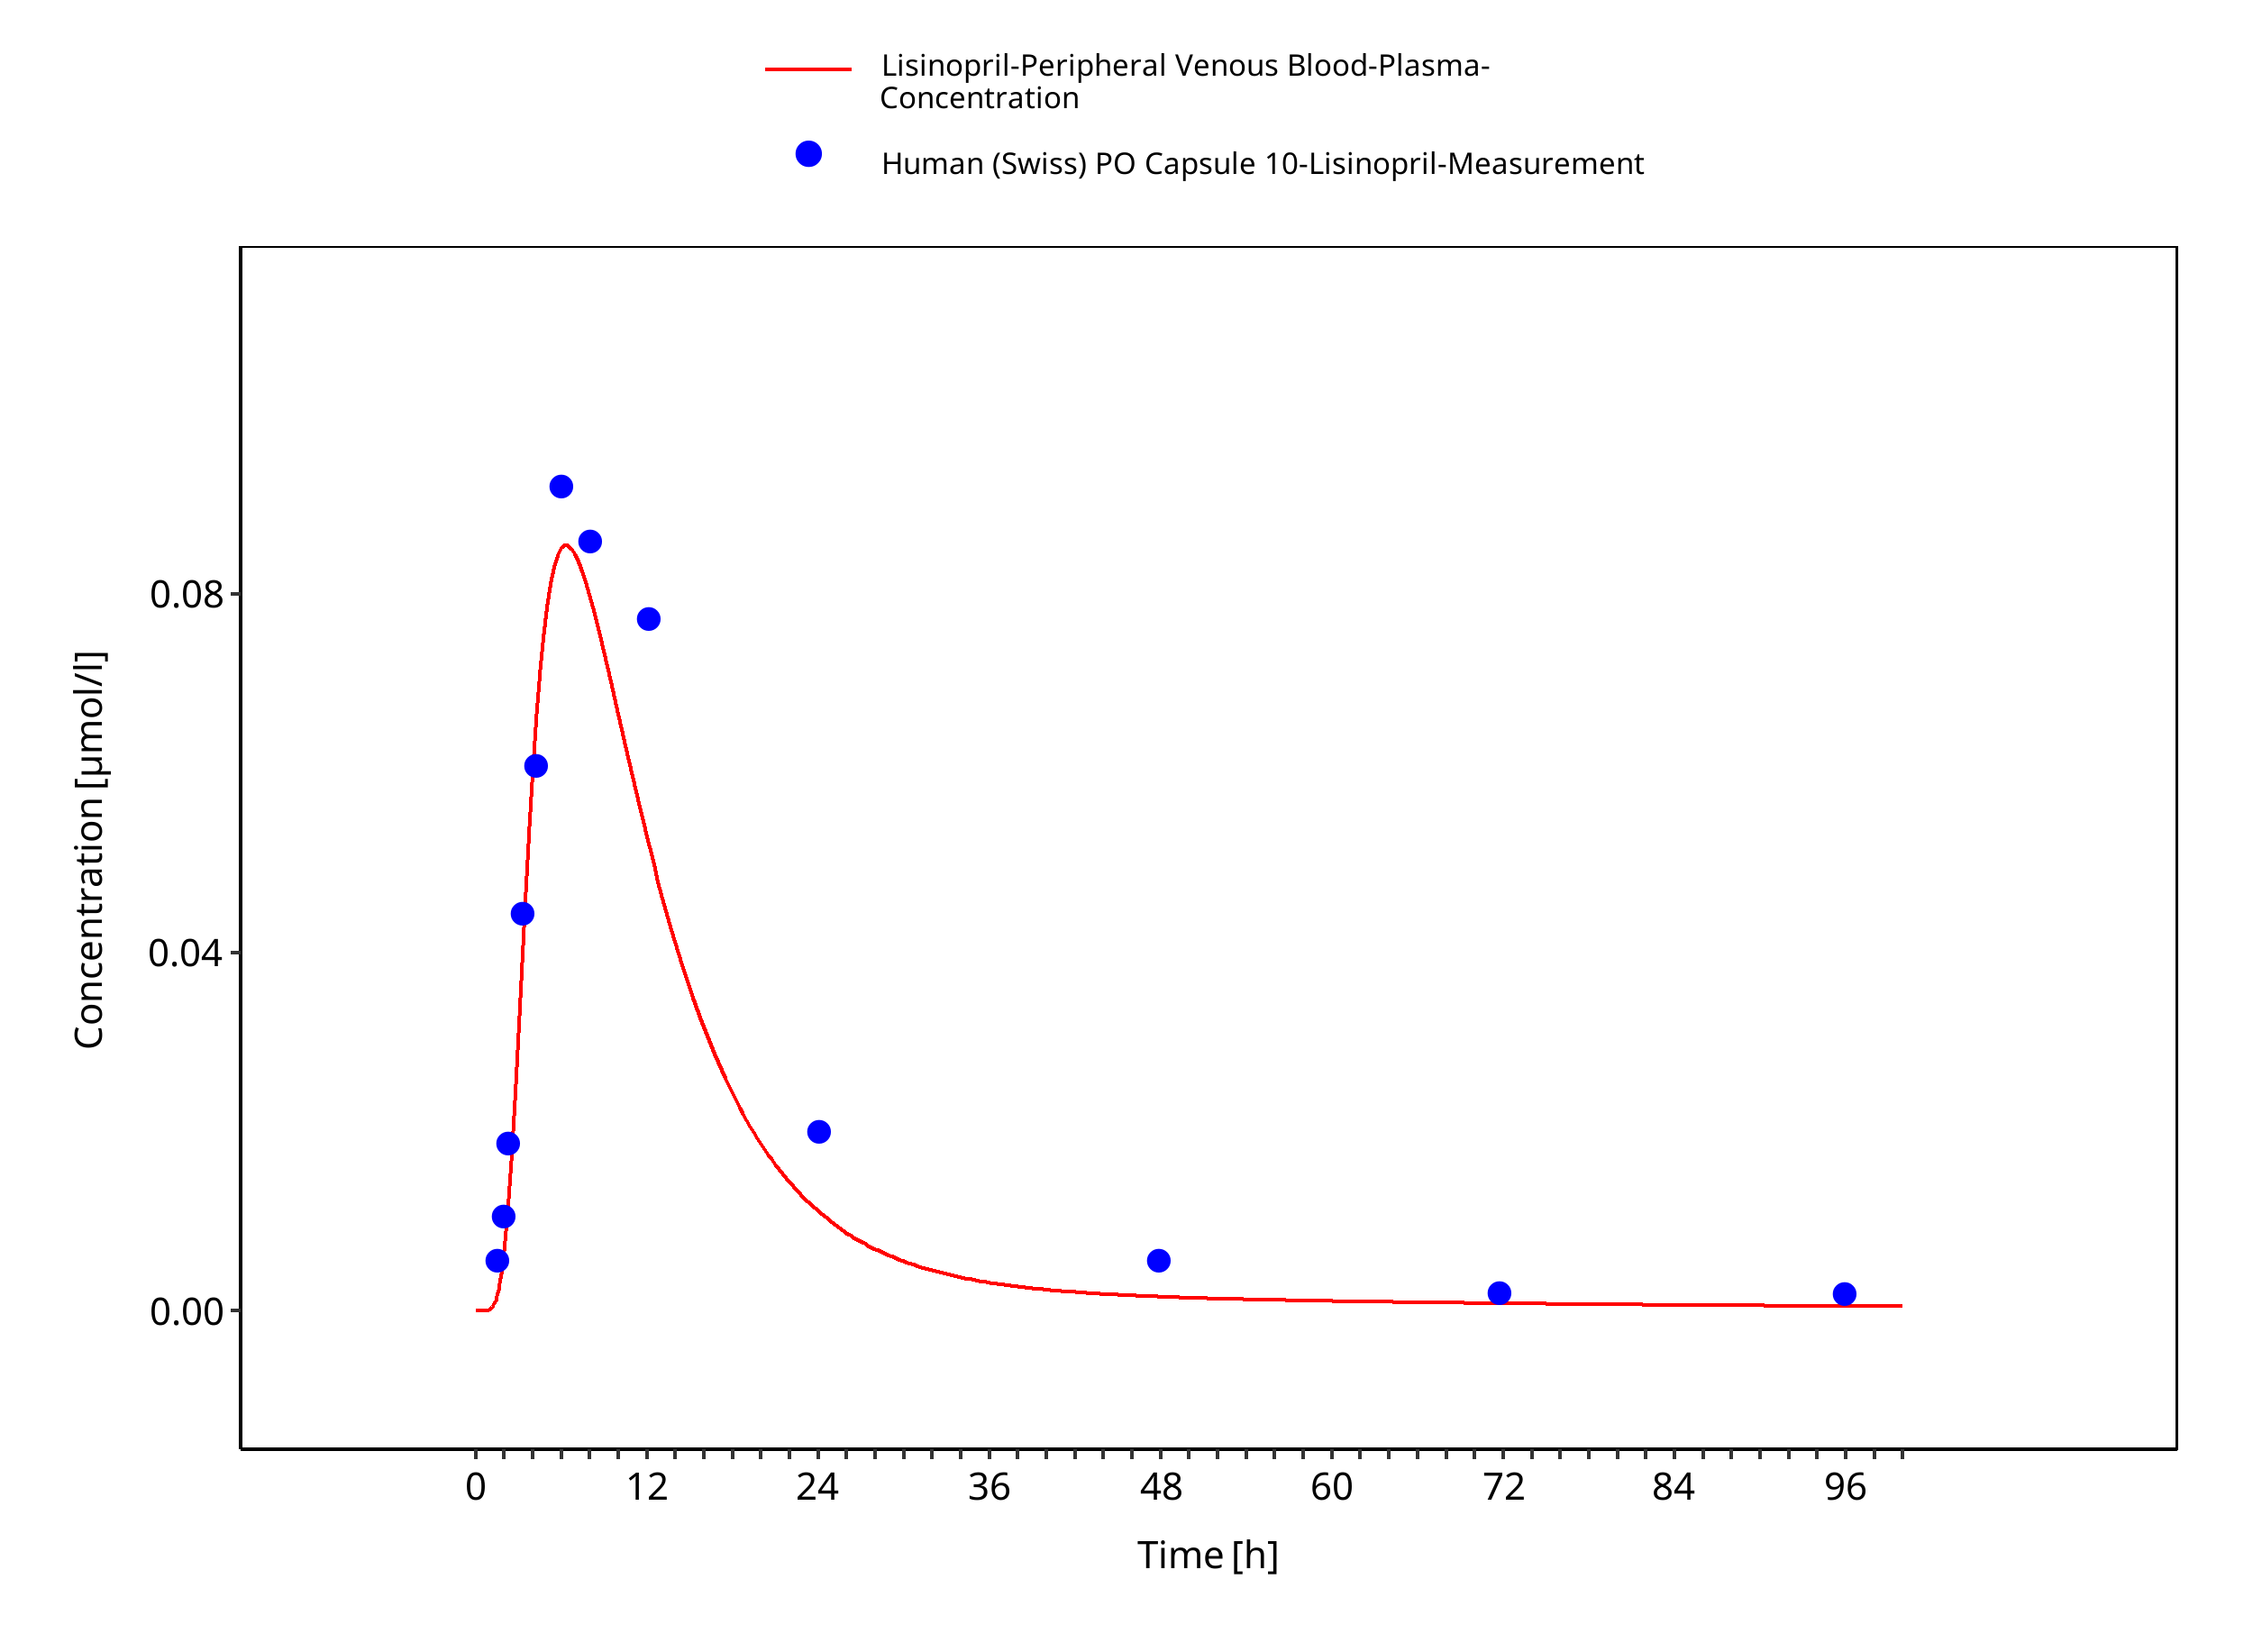 Lisinopril-Peripheral Venous Blood-Plasma-
Concentration
Human (Swiss) PO Capsule 10-Lisinopril-Measurement
0.08
0.04
0.00
Concentration [µmol/l]
0 12 24 36 48 60 72 84 96
Time [h]